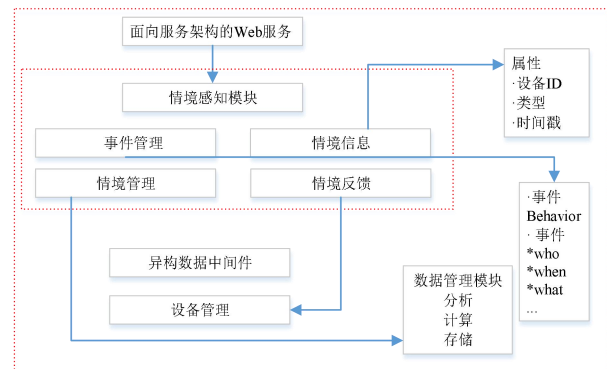 面向服务架构的Web服务
情境感知模块
事件管理
情境信息
情境管理
情境反馈
异构数据中间件
设备管理
属性
·设备ID
·类型
·时间戳
·事件
Behavior
· 事件
*who
*when
*what
...
数据管理模块
分析
计算
存储